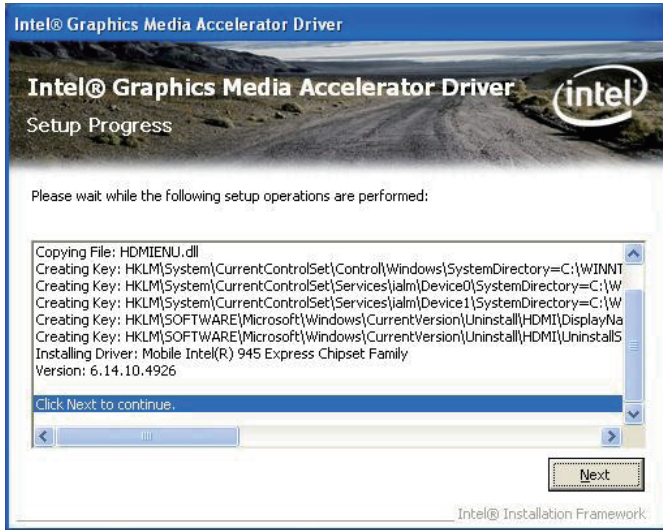 Intel® Graphics Media Accelerator Driver
Intel® Graphics Media Accelerator Driver
intel
Setup Progress
Please wait while the following setup operations are performed:
Copying File: HDMIENU.dll
Creating Key: HKLM\System\CurrentControlSet\Control\Windows\SystemDirectory=C:\WINNT
Creating Key: HKLM\System\CurrentControlSet\Services\ialm\Device0\SystemDirectory=C:\W
Creating Key: HKLM\System\CurrentControlSet\Services\ialm\Device1\SystemDirectory=C:\W
Creating Key: HKLM\SOFTWARE\Microsoft\Windows\CurrentVersion\Uninstall\HDMI\DisplayNa
Creating Key: HKLM\SOFTWARE\Microsoft\Windows\CurrentVersion\Uninstall\HDMI\UninstallS
Installing Driver: Mobile Intel(R) 945 Express Chipset Family
Version: 6.14.10.4926
Click Next to continue.
Next
Intel® Installation Framework